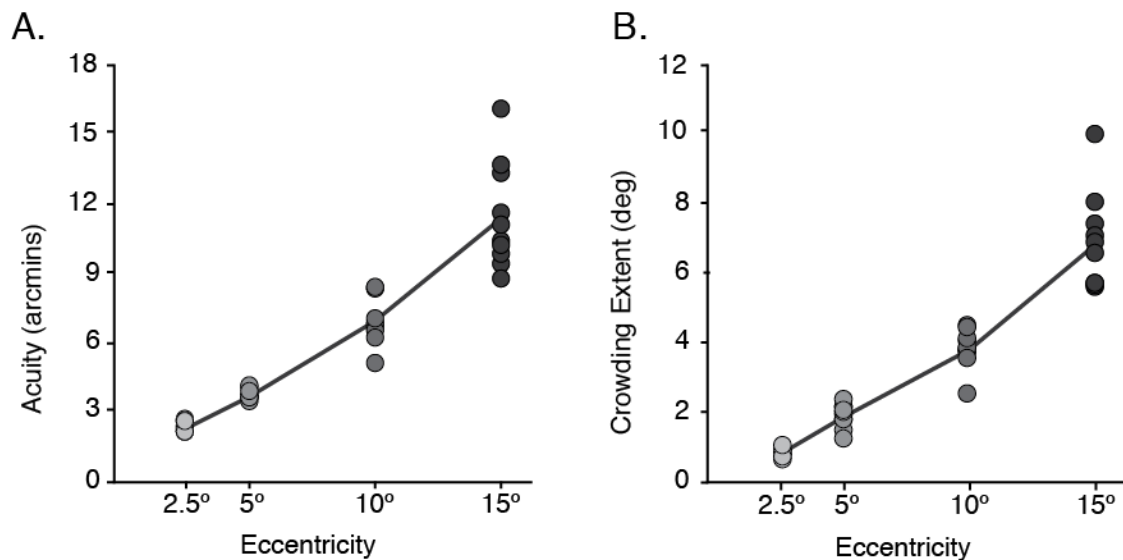 A.
18
15
12
9
6
3
0
Acuity (arcmins)
2.5º
5º
10º
15º
Eccentricity
B.
12
10
8
6
4
2
0
Crowding Extent (deg)
2.5º
5º
10º
15º
Eccentricity